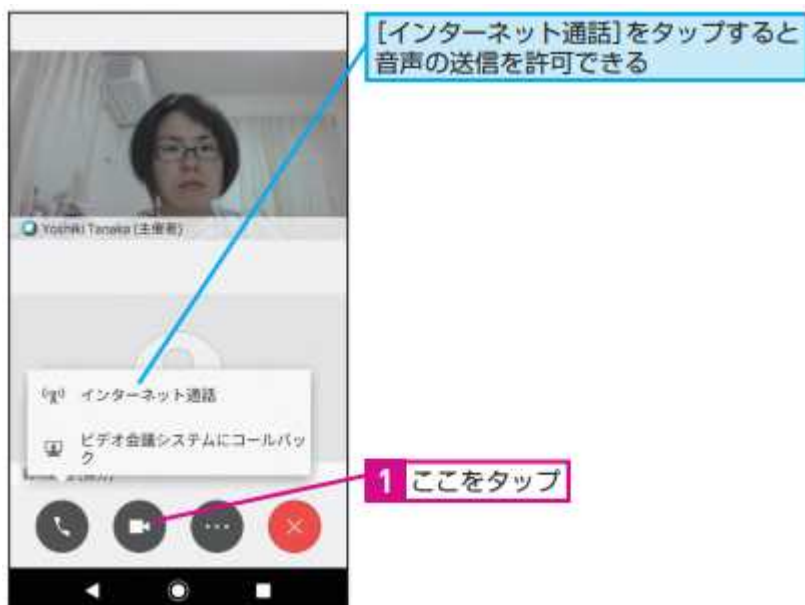 [インターネット通話]をタップすると
音声の送信を許可できる
Yoshiki Tanaka (主催者)
インターネット通話
ビデオ会議システムにコールバッ
ク
1 ここをタップ